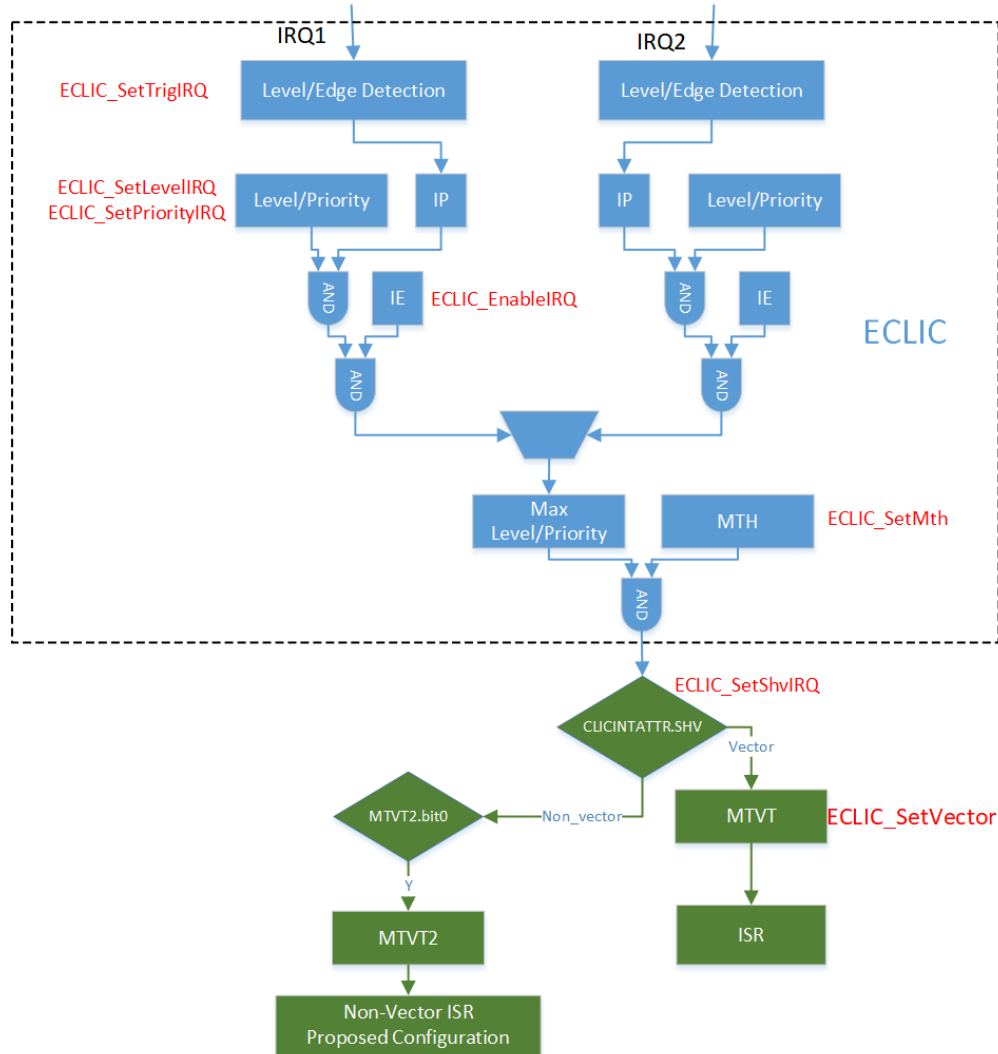 IRQ1
IRQ2
ECLIC_SetTrigIRQ
Level/Edge Detection
Level/Edge Detection
ECLIC_SetLevelIRQ
ECLIC_SetPriorityIRQ
Level/Priority
IP
IP
Level/Priority
AND
IE
ECLIC_EnableIRQ
AND
IE
ECLIC
AND
AND
Max
Level/Priority
MTH
ECLIC_SetMth
AND
ECLIC_SetShvIRQ
CLICINTATTR.SHV
Vector
MTVT2.bit0
Non_vector
MTVT
ECLIC_SetVector
Y
MTVT2
ISR
Non-Vector ISR
Proposed Configuration